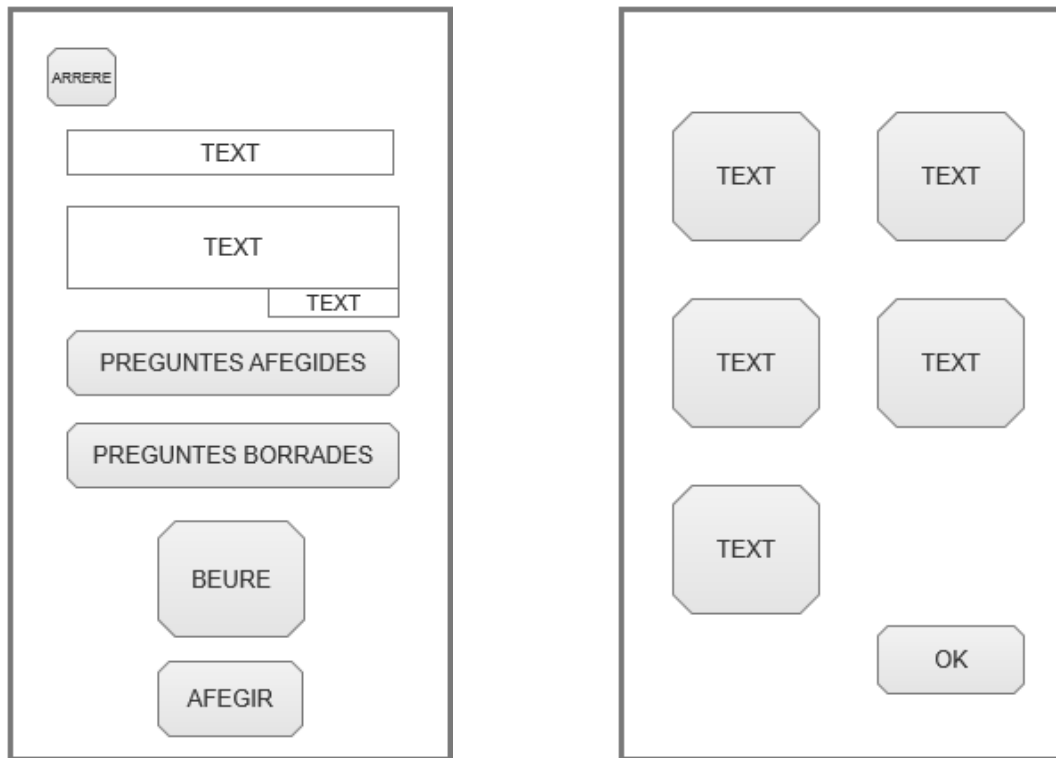 ARRERE
TEXT
TEXT
TEXT
PREGUNTES AFEGIDES
PREGUNTES BORRADES
BEURE
AFEGIR
TEXT
TEXT
TEXT
TEXT
TEXT
OK